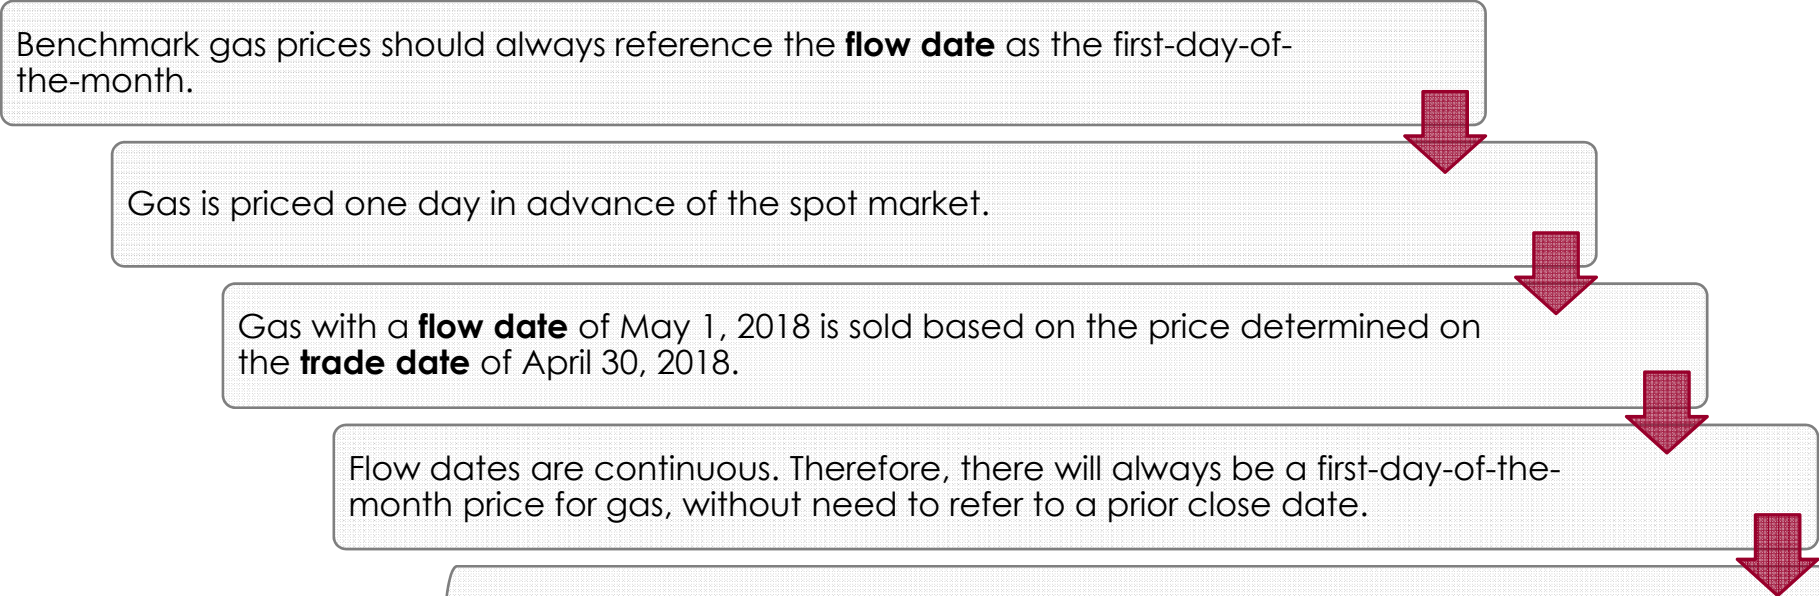 Benchmark gas prices should always reference the flow date as the first-day-of-
the-month.
Gas is priced one day in advance of the spot market.
Gas with a flow date of May 1, 2018 is sold based on the price determined on
the trade date of April 30, 2018.
Flow dates are continuous. Therefore, there will always be a first-day-of-the-
month price for gas, without need to refer to a prior close date.